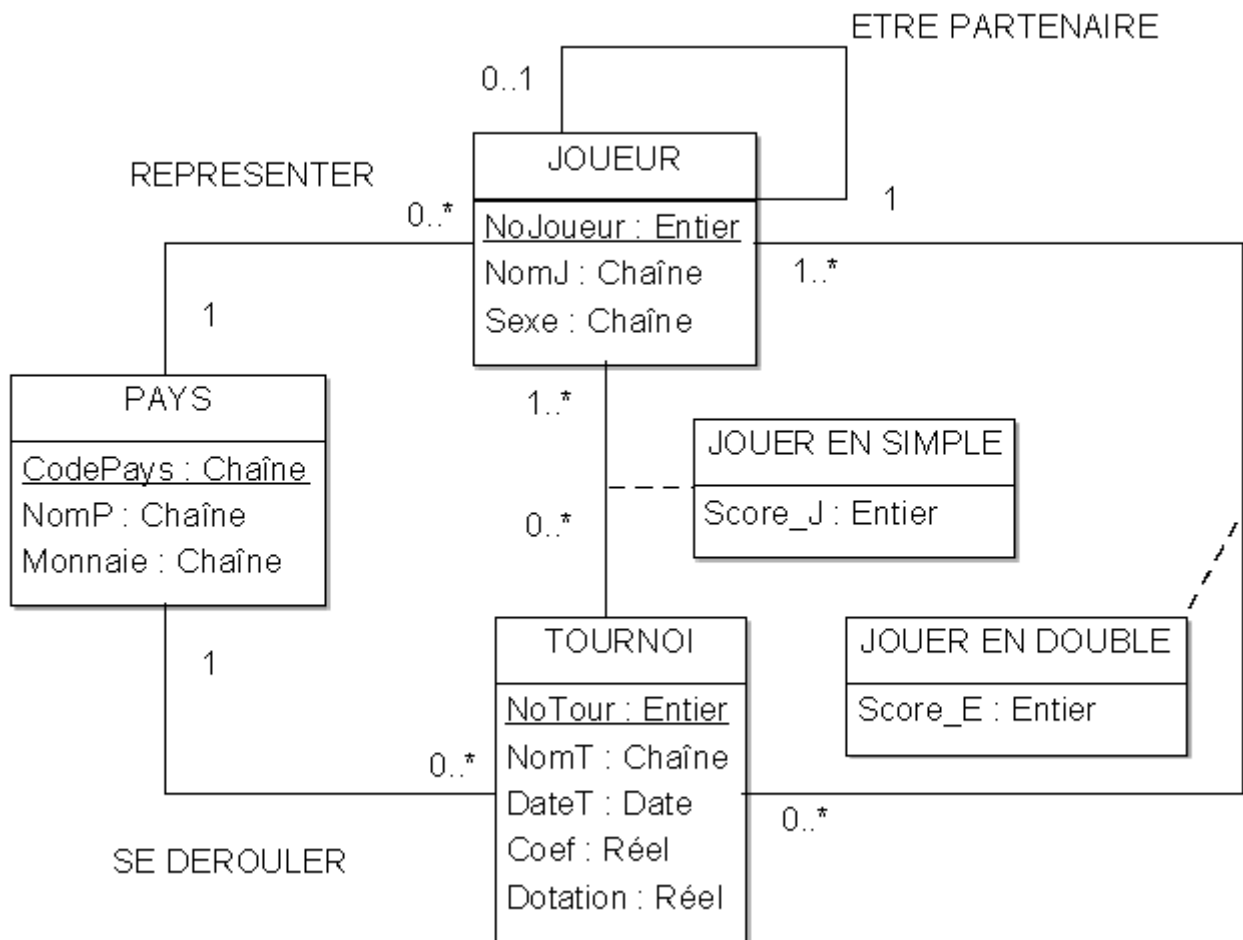 ETRE PARTENAIRE
0..1
JOUEUR
REPRESENTER
0..*
1
NoJoueur : Entier
1..*
NomJ : Chaîne
Sexe : Chaîne
1
PAYS
1..*
CodePays : Chaîne
NomP : Chaîne
Monnaie : Chaîne
JOUER EN SIMPLE
Score_J : Entier
0..*
1
TOURNOI
JOUER EN DOUBLE
NoTour : Entier
Score_E : Entier
NomT : Chaîne
0..*
DateT : Date
0..*
Coef : Réel
SE DEROULER
Dotation : Réel